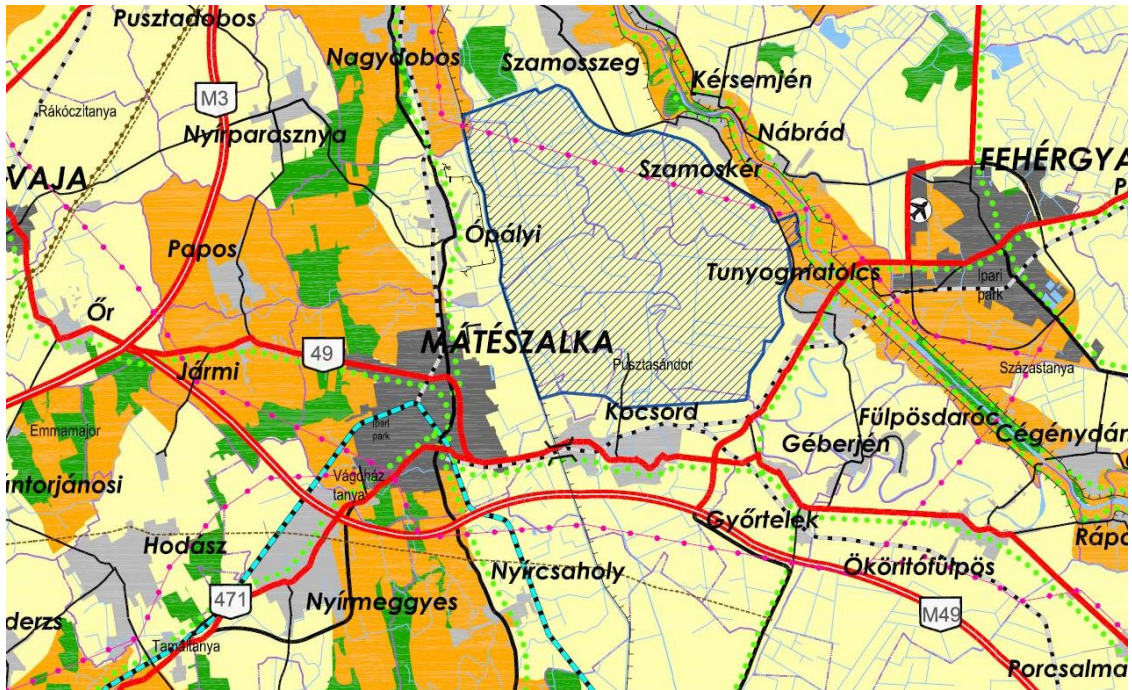 Pusztadobos
Nagydobos
Szamosszeg
Kérsemjén
M3
Rákóczitanya
Nyírparasznya
Nábrád
Szamoskér
FEHÉRGYA
VAJA
Papos
Ópályi
Tunyogmatolcs
Ipari
park
Őr
MÁTÉSZALKA
49
Jármi
Pusztasándor
Százastanya
Kocsord
Emmamajor
Ipari
park
Fülpösdaróc
Géberjén
Cégénydán
ántorjánosi
Vágóház
tanya
Győrtelek
Rápo
Hodász
Nyírcsaholy
Ököritófülpös
471
Nyírmeggyes
M49
derzs
Tamáltanya
Porcsalma